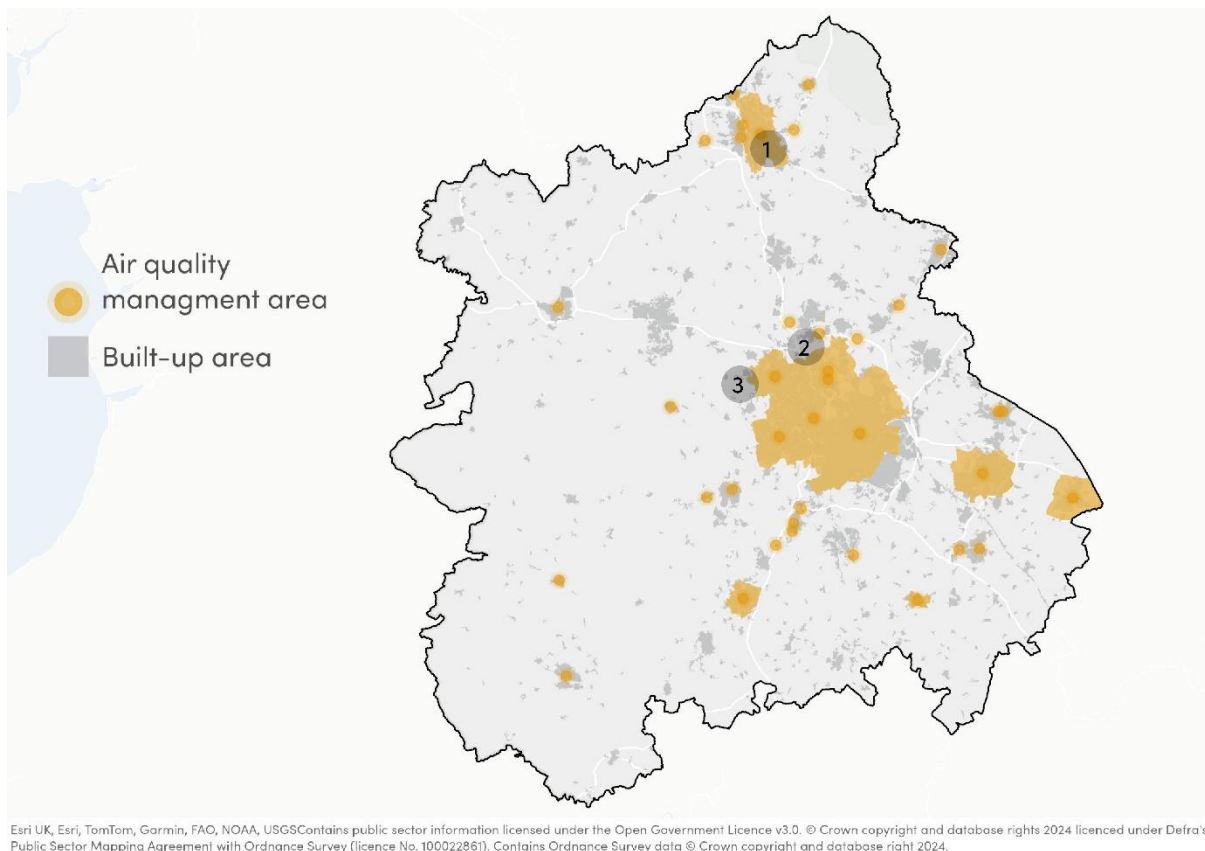 1
2
3
Air quality
managment area
Built-up area
Esri UK, Esri, TomTom, Garmin, FAO, NOAA, USGSContains public sector information licensed under the Open Government Licence v3.0. © Crown copyright and database rights 2024 licenced under Defra's
Public Sector Mapping Agreement with Ordnance Survey (licence No. 100022861). Contains Ordnance Survey data © Crown copyright and database right 2024.